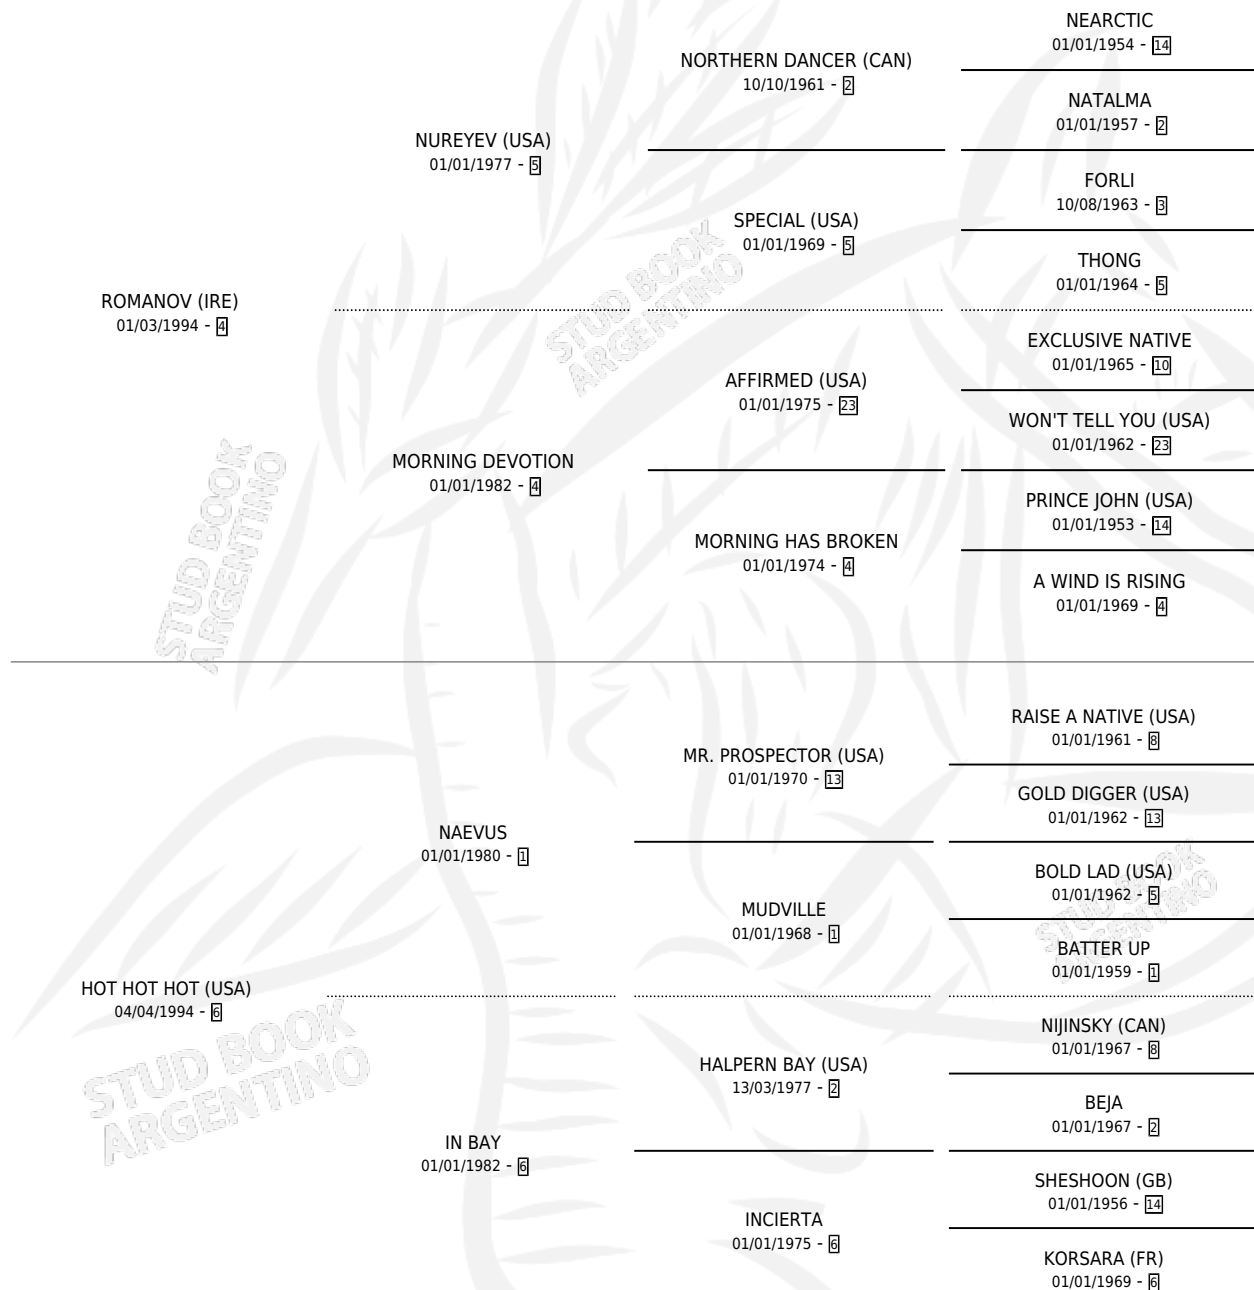 NEARCTIC
01/01/1954 - 14
NORTHERN DANCER (CAN)
10/10/1961 - 2
NATALMA
01/01/1957 - 2
NUREYEV (USA)
01/01/1977 - 5
FORLI
10/08/1963 - 3
SPECIAL (USA)
01/01/1969 - 5
THONG
01/01/1964 - 5
ROMANOV (IRE)
01/03/1994 - 4
STUD BOOK
ARGENTINO
EXCLUSIVE NATIVE
01/01/1965 - 10
AFFIRMED (USA)
01/01/1975 - 23
WON'T TELL YOU (USA)
01/01/1962 - 23
MORNING DEVOTION
01/01/1982 - 4
PRINCE JOHN (USA)
01/01/1953 - 14
MORNING HAS BROKEN
01/01/1974 - 4
A WIND IS RISING
01/01/1969 - 4
STUD BOOK
ARGENTINO
RAISE A NATIVE (USA)
01/01/1961 - 8
MR. PROSPECTOR (USA)
01/01/1970 - 13
GOLD DIGGER (USA)
01/01/1962 - 13
NAEVUS
01/01/1980 - 1
BOLD LAD (USA)
01/01/1962 - 5
MUDVILLE
01/01/1968 - 1
BATTER UP
01/01/1959 - 1
STUD BOOK
ARGENTINO
HOT HOT HOT (USA)
04/04/1994 - 6
NIJINSKY (CAN)
01/01/1967 - 8
HALPERN BAY (USA)
13/03/1977 - 2
BEJA
01/01/1967 - 2
STUD BOOK
ARGENTINO
IN BAY
01/01/1982 - 6
SHESHOON (GB)
01/01/1956 - 14
INCIERTA
01/01/1975 - 6
KORSARA (FR)
01/01/1969 - 6